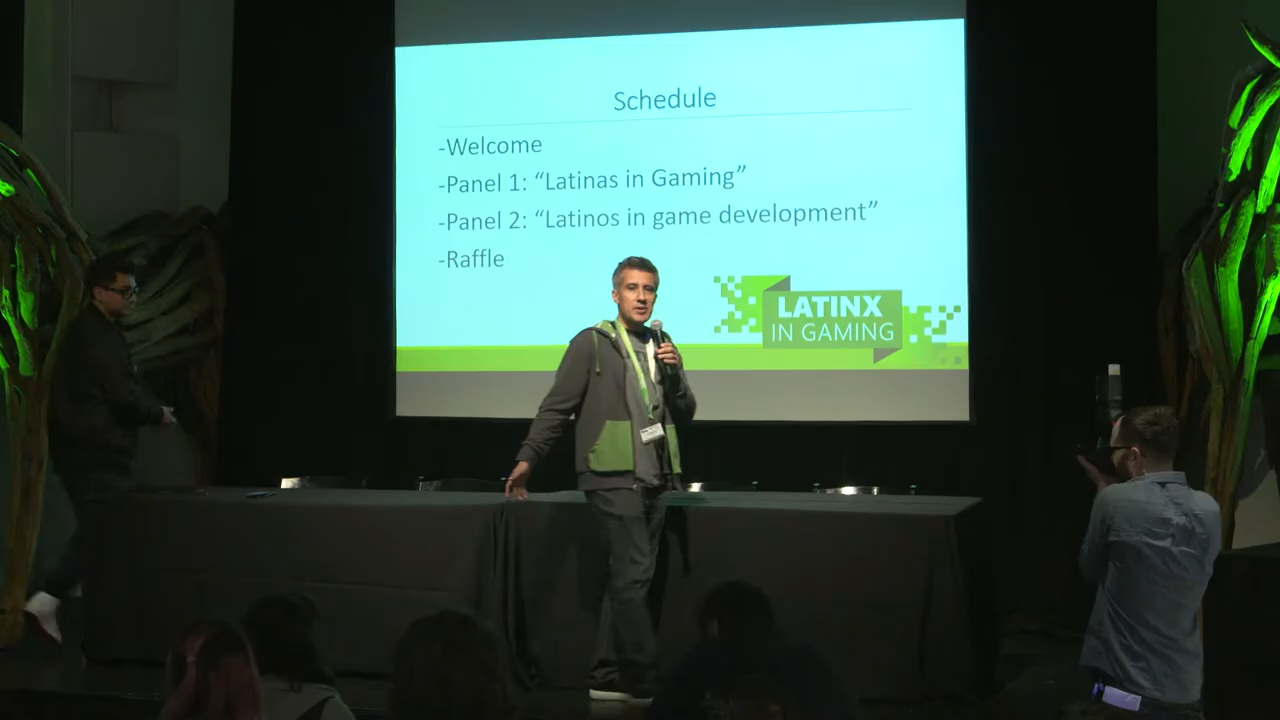 Schedule
-Welcome
-Panel 1: “Latinas in Gaming”
-Panel 2: “Latinos in game development”
-Raffle
LATINX
IN GAMING